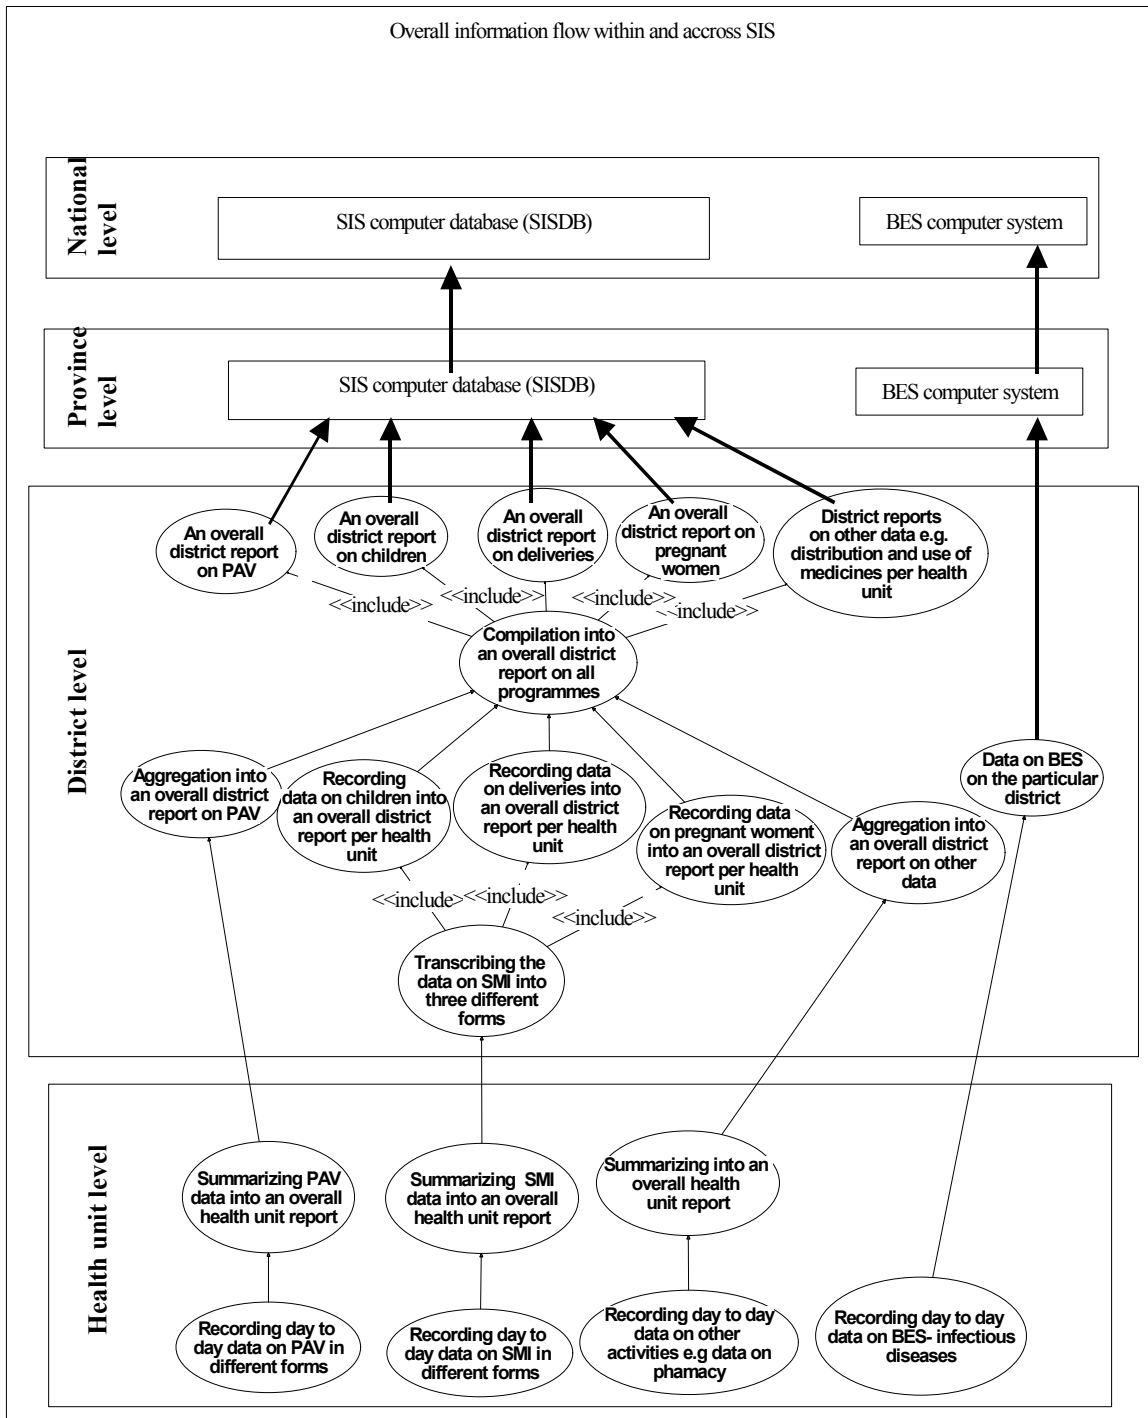 Overall information flow within and accross SIS
National
level
SIS computer database (SISDB)
BES computer system
Province
level
SIS computer database (SISDB)
BES computer system
District level
An overall
district report
on PAV
An overall
district report
on children
An overall
district report
on deliveries
An overall
district report on
pregnant
women
District reports
on other data e.g.
distribution and use of
medicines per health
unit
<<include>>
<<include>>
<<include>>
<<include>>
Compilation into
an overall district
report on all
programmes
Aggregation into
an overall district
report on PAV
Recording
data on children into
an overall district
report per health
unit
Recording data
on deliveries into
an overall district
report per health
unit
Recording data
on pregnant woment
into an overall district
report per health
unit
Aggregation into
an overall district
report on other
data
Data on BES
on the particular
district
<<include>>
<<include>>
<<include>>
Transcribing the
data on SMI into
three different
forms
Health unit level
Summarizing PAV
data into an overall
health unit report
Summarizing SMI
data into an overall
health unit report
Summarizing into an
overall health
unit report
Recording day to
day data on PAV in
different forms
Recording day to
day data on SMI in
different forms
Recording day to day
data on other
activities e.g data on
phamacy
Recording day to day
data on BES- infectious
diseases